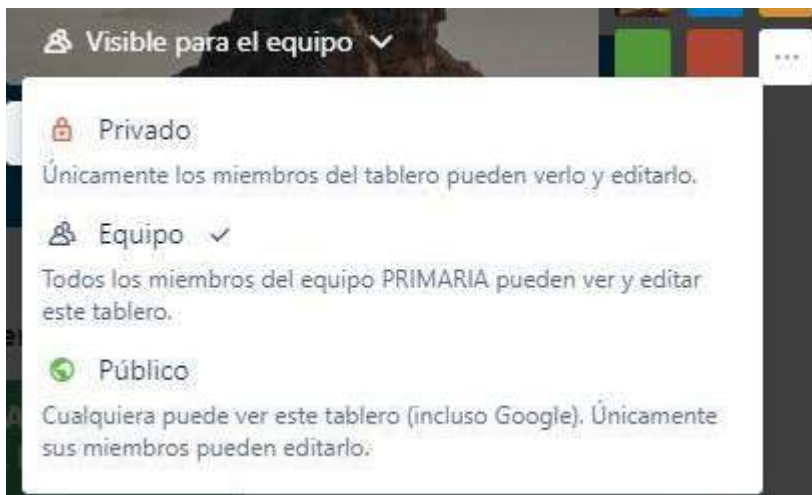 Visible para el equipo
Privado
Únicamente los miembros del tablero pueden verlo y editarlo.
Equipo
Todos los miembros del equipo PRIMARIA pueden ver y editar
este tablero.
Público
Cualquiera puede ver este tablero (incluso Google). Únicamente
sus miembros pueden editarlo.